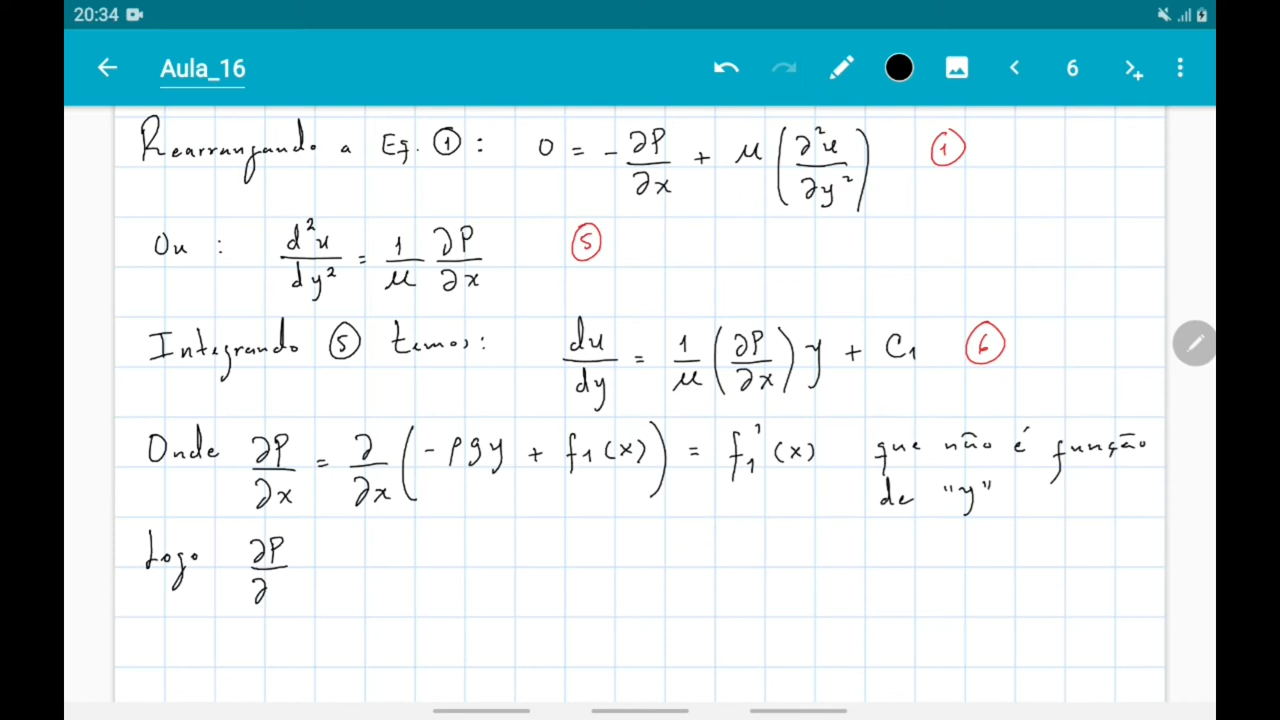 20:34
Aula_16
6
Rearranjando a Eq. ①: 0 = - ∂P/∂x + μ(∂²u/∂y²) ①
Ou : d²u/dy² = 1/μ ∂P/∂x ⑤
Integrando ⑤ temos: du/dy = 1/μ (∂P/∂x) y + C₁ ⑥
Onde ∂P/∂x = ∂/∂x (-ρgy + f₁(x)) = f₁'(x) que não é função
de "y"
Logo ∂P/∂